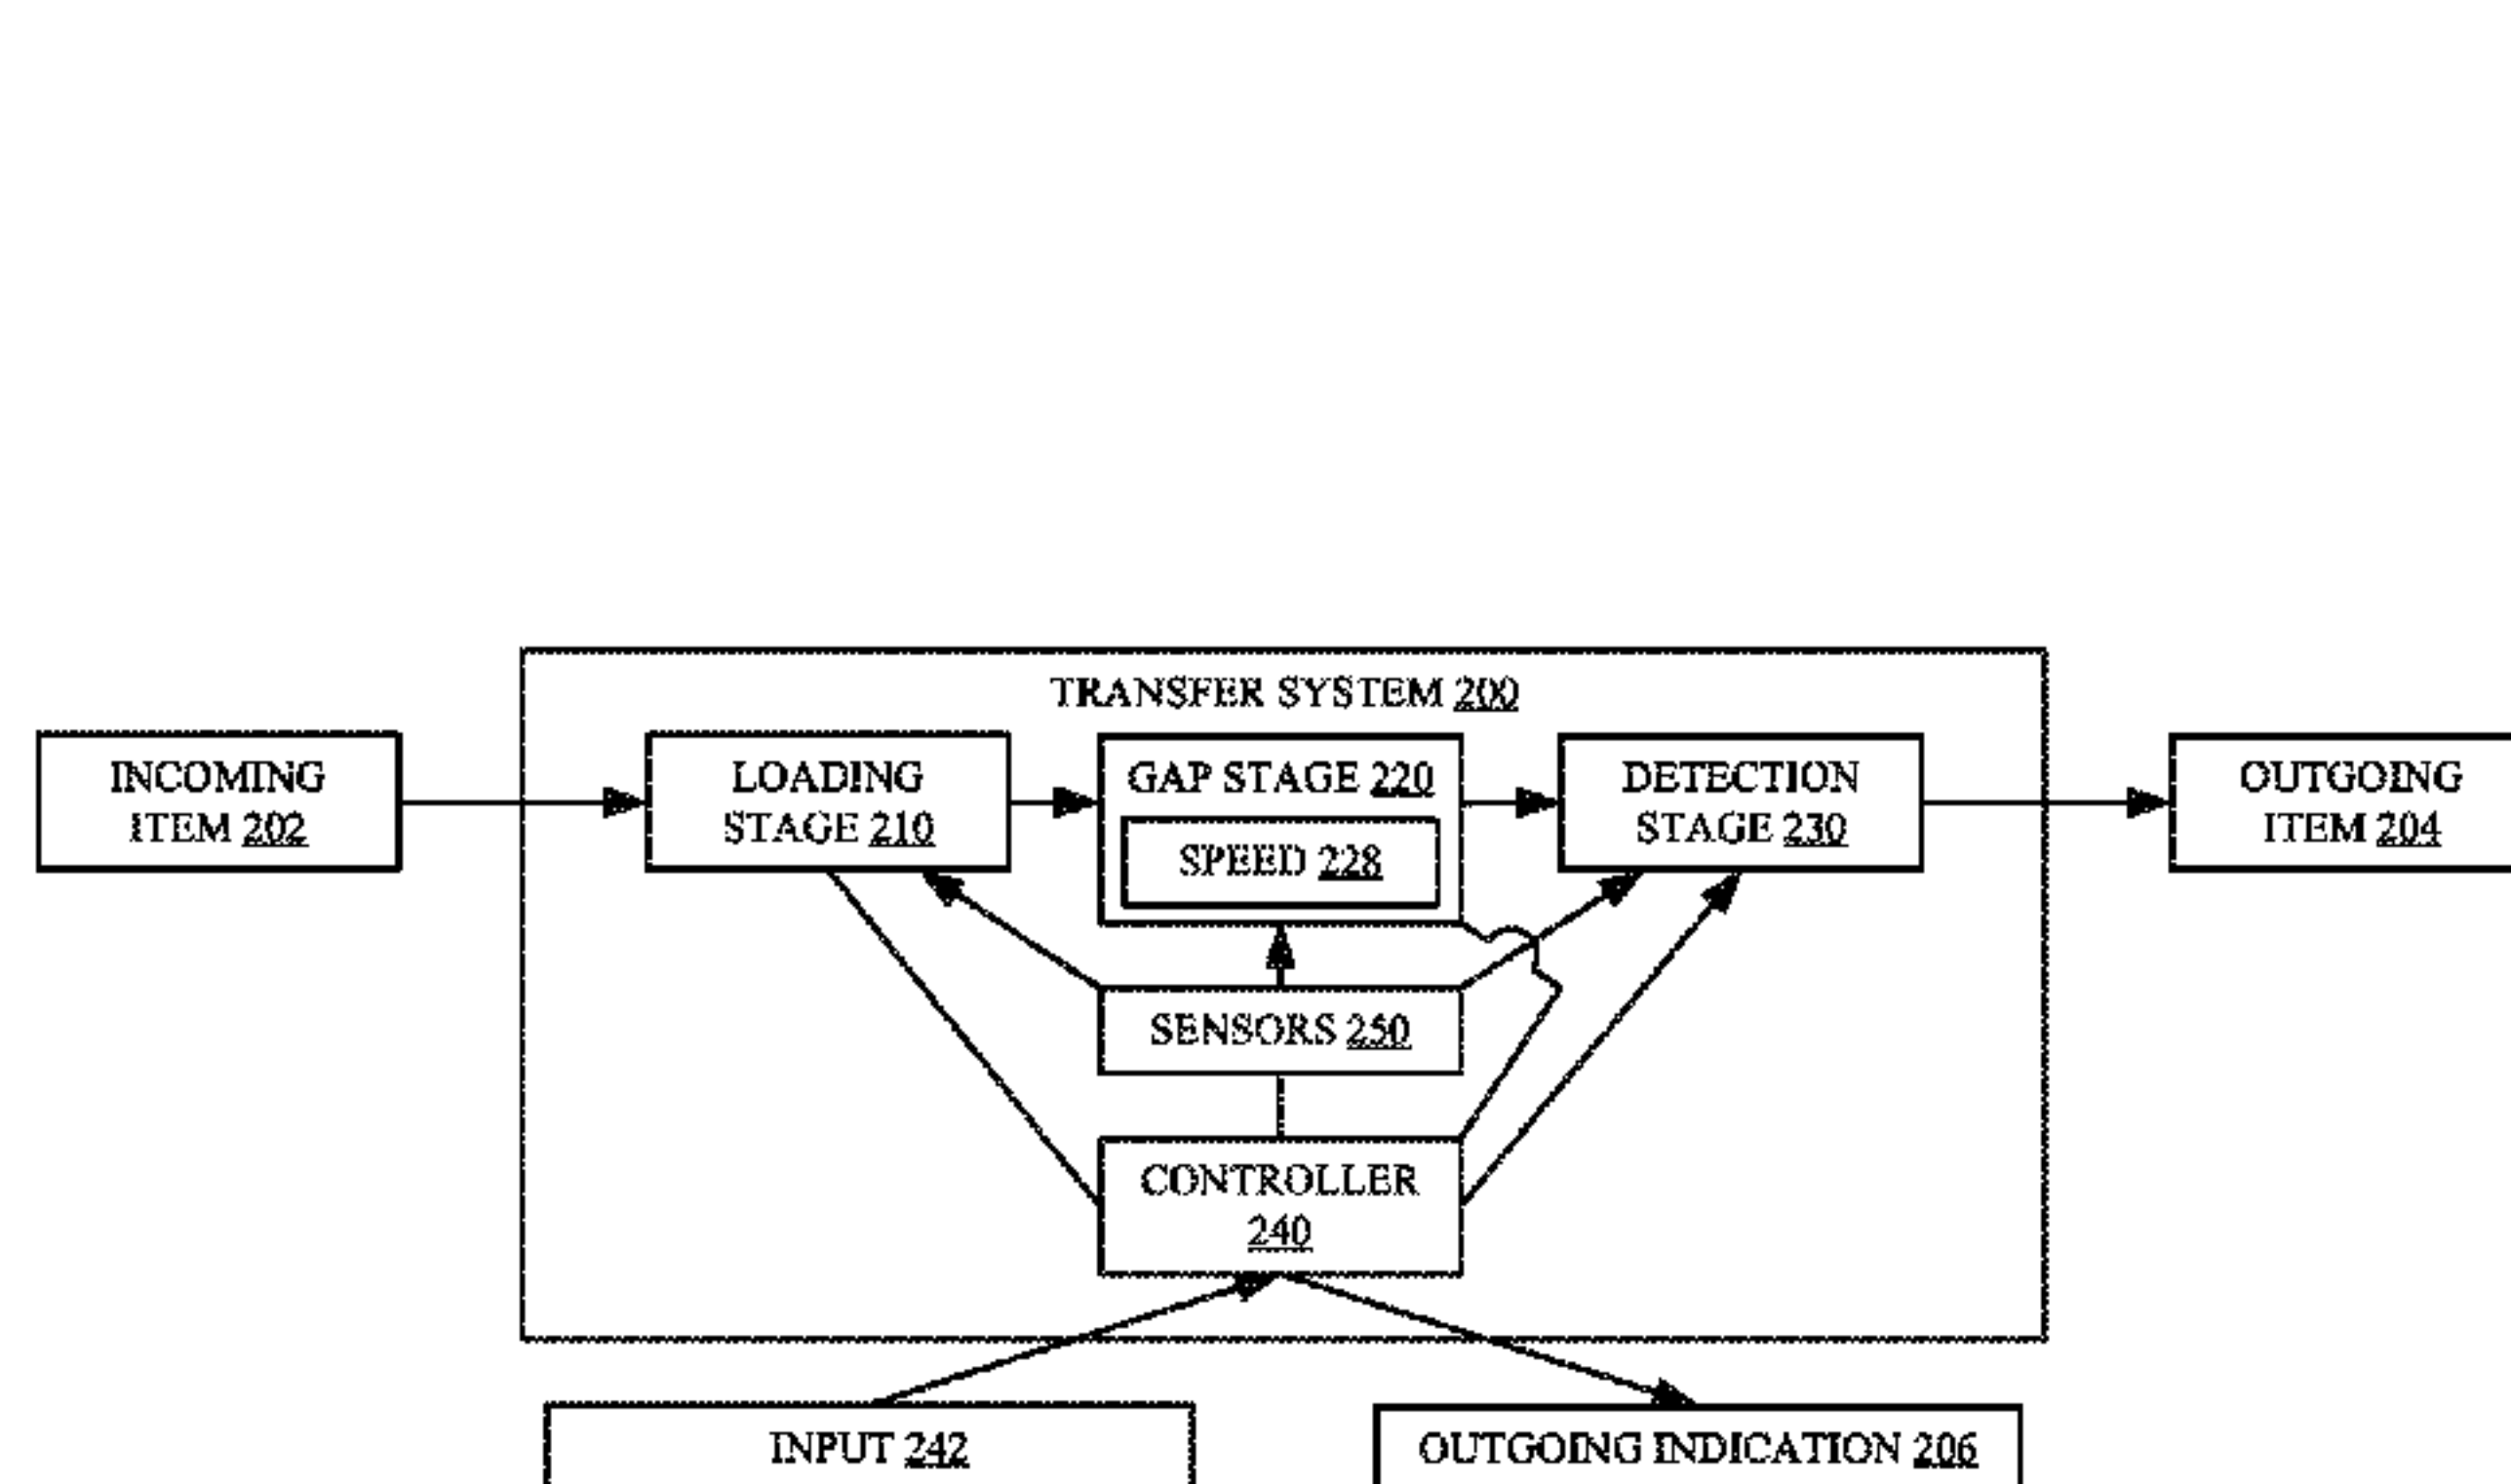 TRANSFER SYSTEM 200
INCOMING
ITEM 202
LOADING
STAGE 210
GAP STAGE 220
SPEED 228
DETECTION
STAGE 230
OUTGOING
ITEM 204
SENSORS 250
CONTROLLER
240
INPUT 242
OUTGOING INDICATION 206